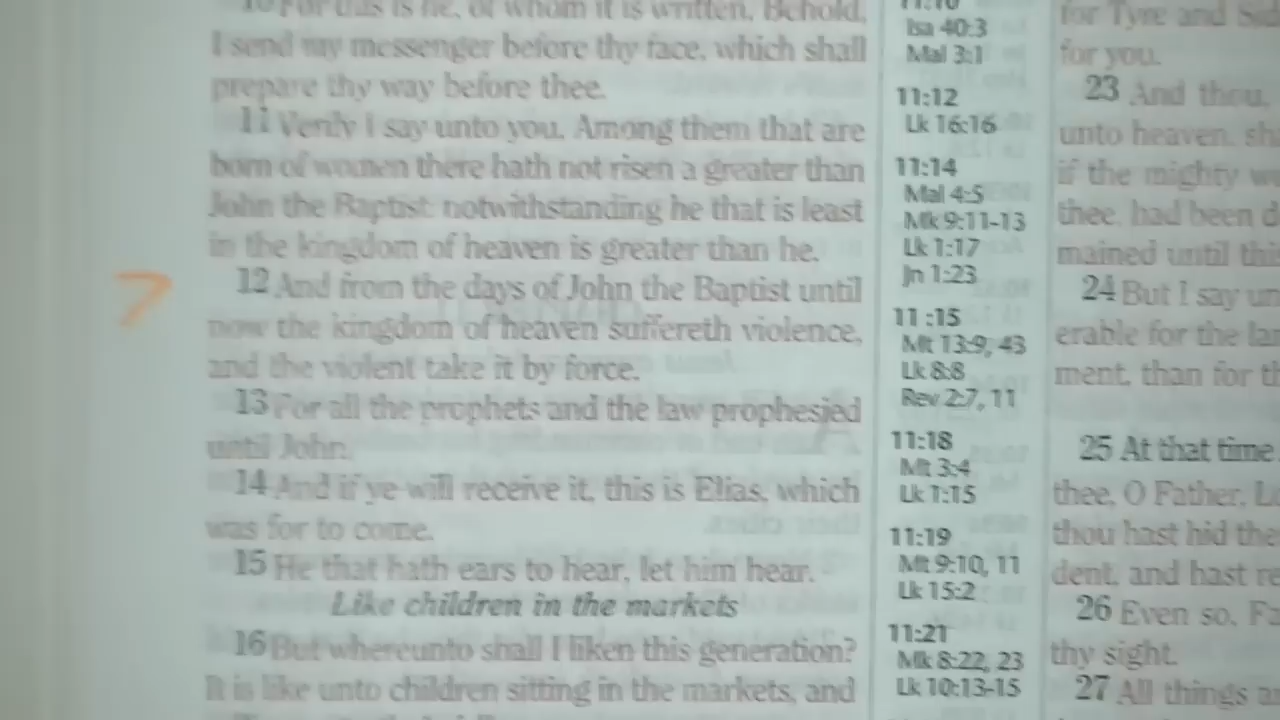 10 For this is he, of whom it is written, Behold,
I send my messenger before thy face, which shall
prepare thy way before thee.
11 Verily I say unto you, Among them that are
born of women there hath not risen a greater than
John the Baptist: notwithstanding he that is least
in the kingdom of heaven is greater than he.
?
12 And from the days of John the Baptist until
now the kingdom of heaven suffereth violence,
and the violent take it by force.
13 For all the prophets and the law prophesied
until John.
14 And if ye will receive it, this is Elias, which
was for to come.
15 He that hath ears to hear, let him hear.
Like children in the markets
16 But whereunto shall I liken this generation?
It is like unto children sitting in the markets, and
11:10
Isa 40:3
Mal 3:1
11:12
Lk 16:16
11:14
Mal 4:5
Mk 9:11-13
Lk 1:17
Jn 1:23
11:15
Mt 13:9, 43
Lk 8:8
Rev 2:7, 11
11:18
Mt 3:4
Lk 1:15
11:19
Mt 9:10, 11
Lk 15:2
11:21
Mk 8:22, 23
Lk 10:13-15
for Tyre and Sid
for you.
23 And thou,
unto heaven, sh
if the mighty w
thee, had been d
mained until this
24 But I say un
erable for the lan
ment, than for th
25 At that time
thee, O Father, L
thou hast hid the
dent, and hast re
26 Even so, Fa
thy sight.
27 All things a